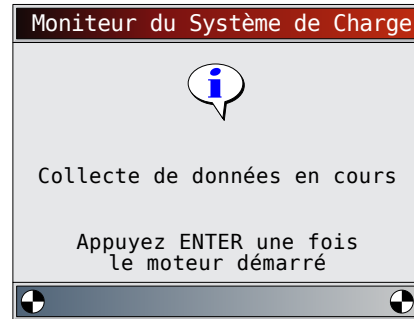 Moniteur du Système de Charge
Collecte de données en cours
Appuyez ENTER une fois
le moteur démarré